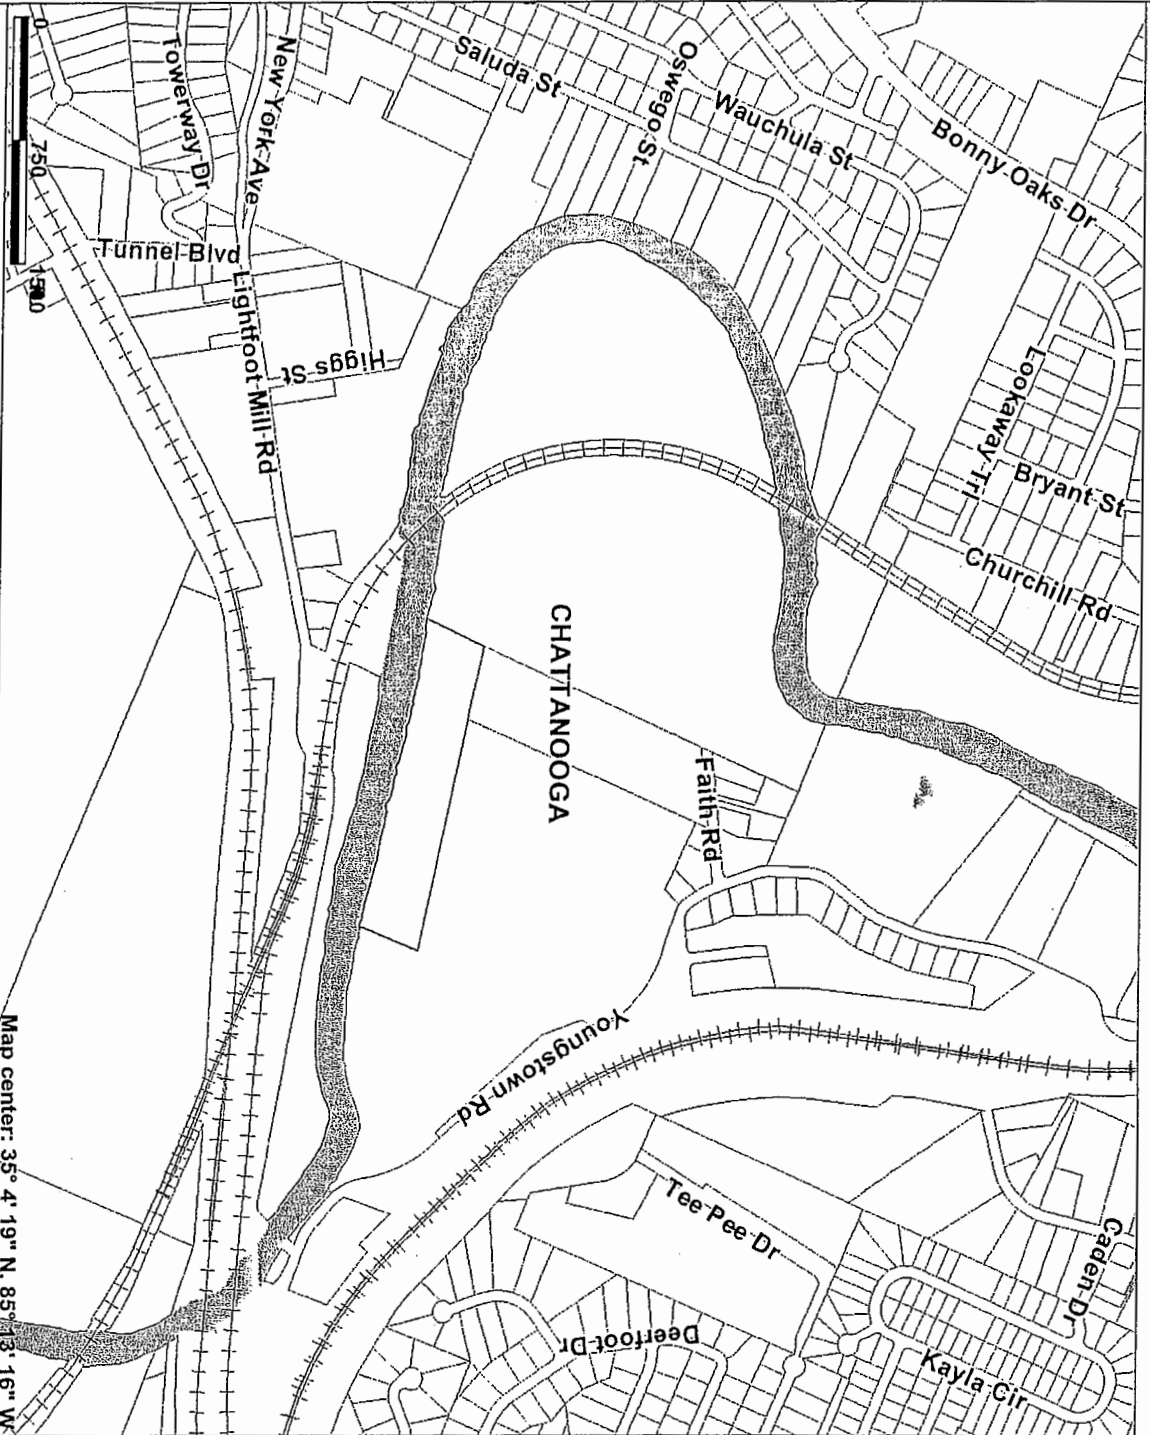 Bonny Oaks Dr
Lookaway Trl
Bryant St
Churchill Rd
Wauchula St
Oswego St
Saluda St
New York Ave
Towerway Dr
Tunnel Blvd
Lightfoot Mill Rd
Higgs St
CHATTANOOGA
Faith Rd
Youngstown Rd
Tee Pee Dr
Caden Dr
Kayla Cir
Deerfoot Dr
0
750
Map center: 35° 4' 19" N, 85° 13' 16" W